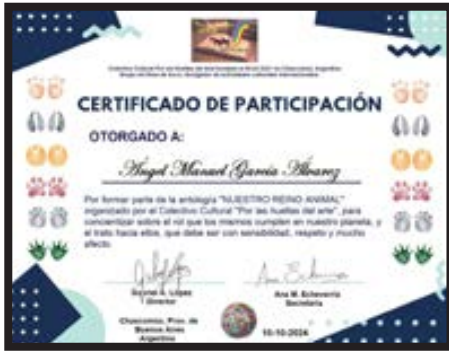 CERTIFICADO DE PARTICIPACIÓN
OTORGADO A:
Angel Manuel García Álvarez
Por formar parte de la antología "NUESTRO REINO ANIMAL"
organizado por el Colectivo Cultural "Por las huellas del arte", para
concientizar sobre el rol que los mismos cumplen en nuestro planeta, y
el trato hacia ellos, que debe ser con sensibilidad, respeto y mucho
afecto.
López
Director
Ana M. Echeverría
Secretaria
Chascomús, Prov. de
Buenos Aires
Argentina
10-10-2024